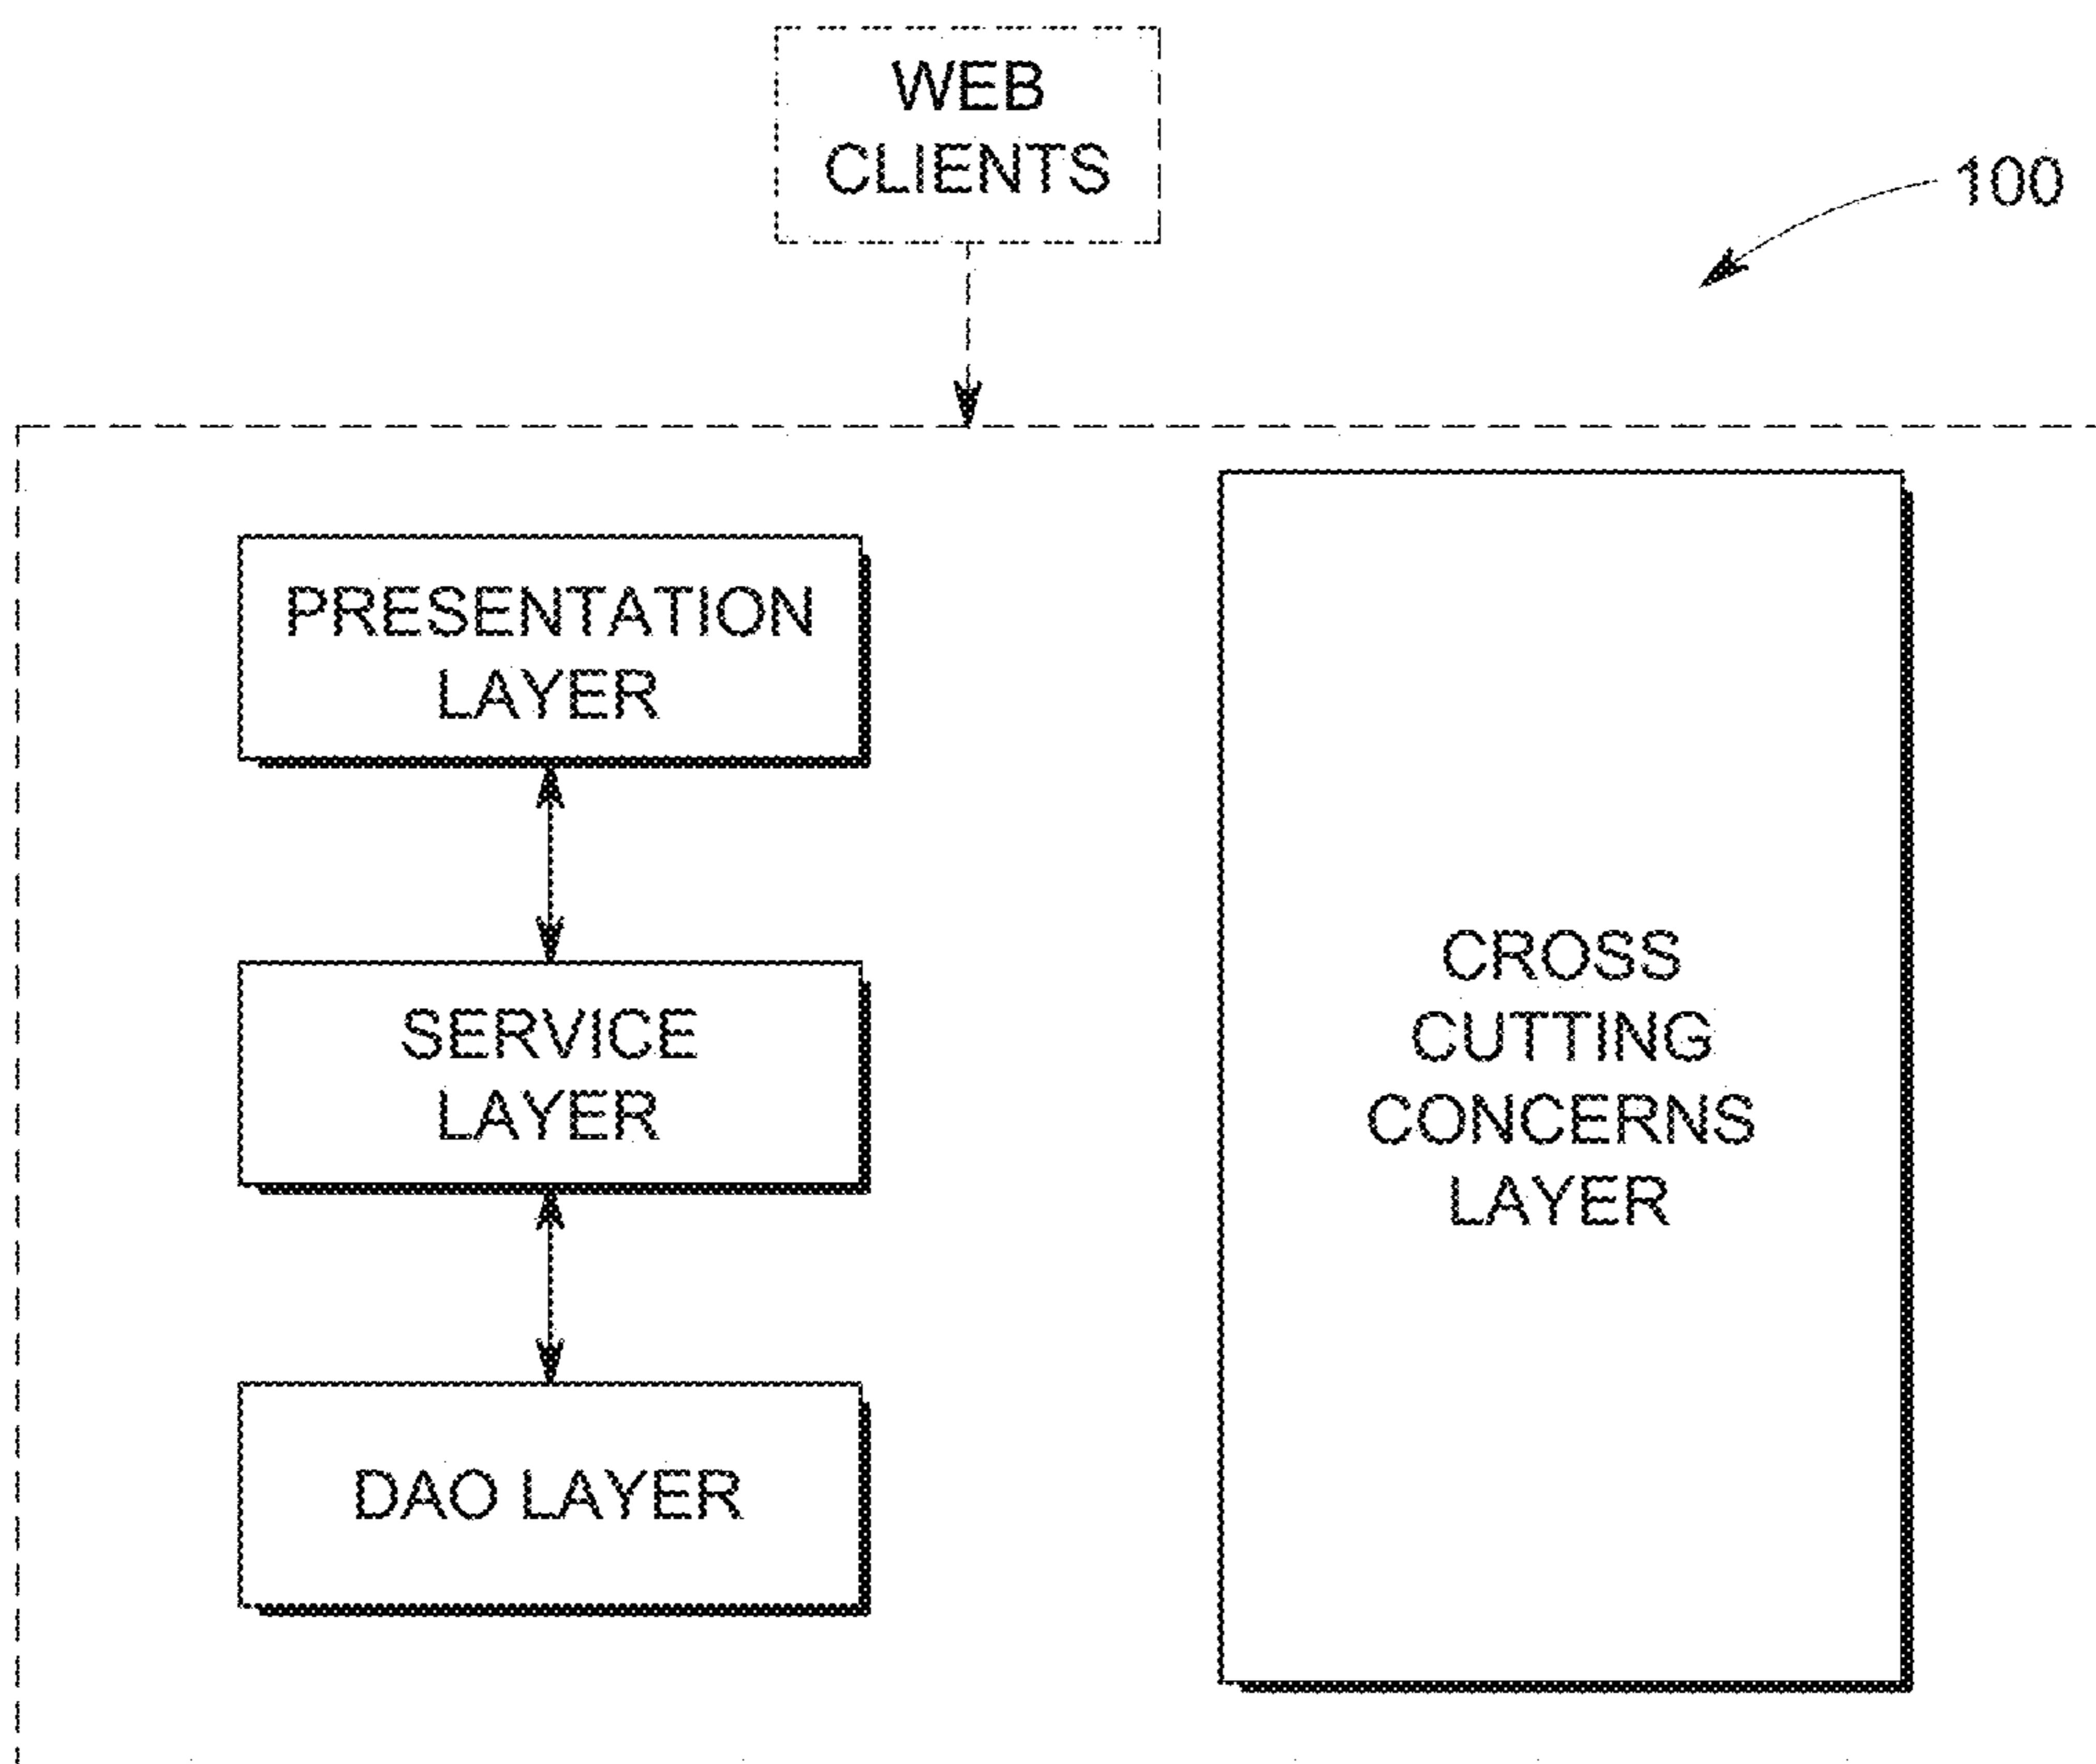 WEB
CLIENTS
100
PRESENTATION
LAYER
SERVICE
LAYER
DAO LAYER
CROSS
CUTTING
CONCERNS
LAYER